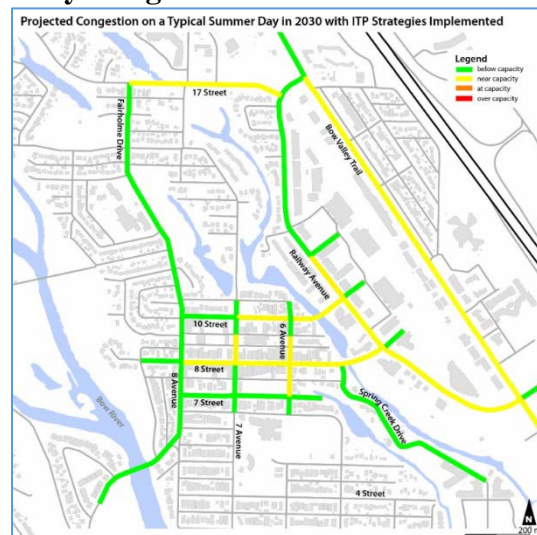 Projected Congestion on a Typical Summer Day in 2030 with ITP Strategies Implemented
Legend
below capacity
near capacity
at capacity
over capacity
17 Street
Fairholme Drive
Bow Valley Trail
Railway Avenue
10 Street
6 Avenue
8 Street
8 Avenue
7 Street
Bow River
7 Avenue
Spring Creek Drive
4 Street
N